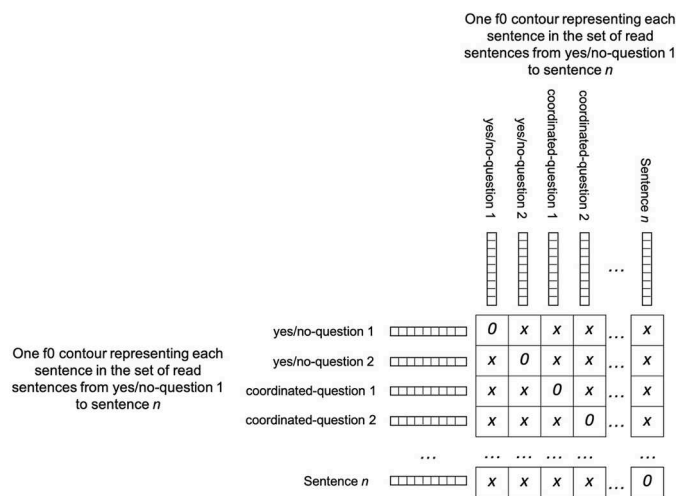 One f0 contour representing each
sentence in the set of read
sentences from yes/no-question 1
to sentence n
yes/no-question 1
yes/no-question 2
coordinated-question 1
coordinated-question 2
Sentence n
...
yes/no-question 1 0 x x x ... x
yes/no-question 2 x 0 x x ... x
coordinated-question 1 x x 0 x ... x
coordinated-question 2 x x x 0 ... x
... ... ... ... ... ...
Sentence n x x x x ... 0
One f0 contour representing each
sentence in the set of read
sentences from yes/no-question 1
to sentence n